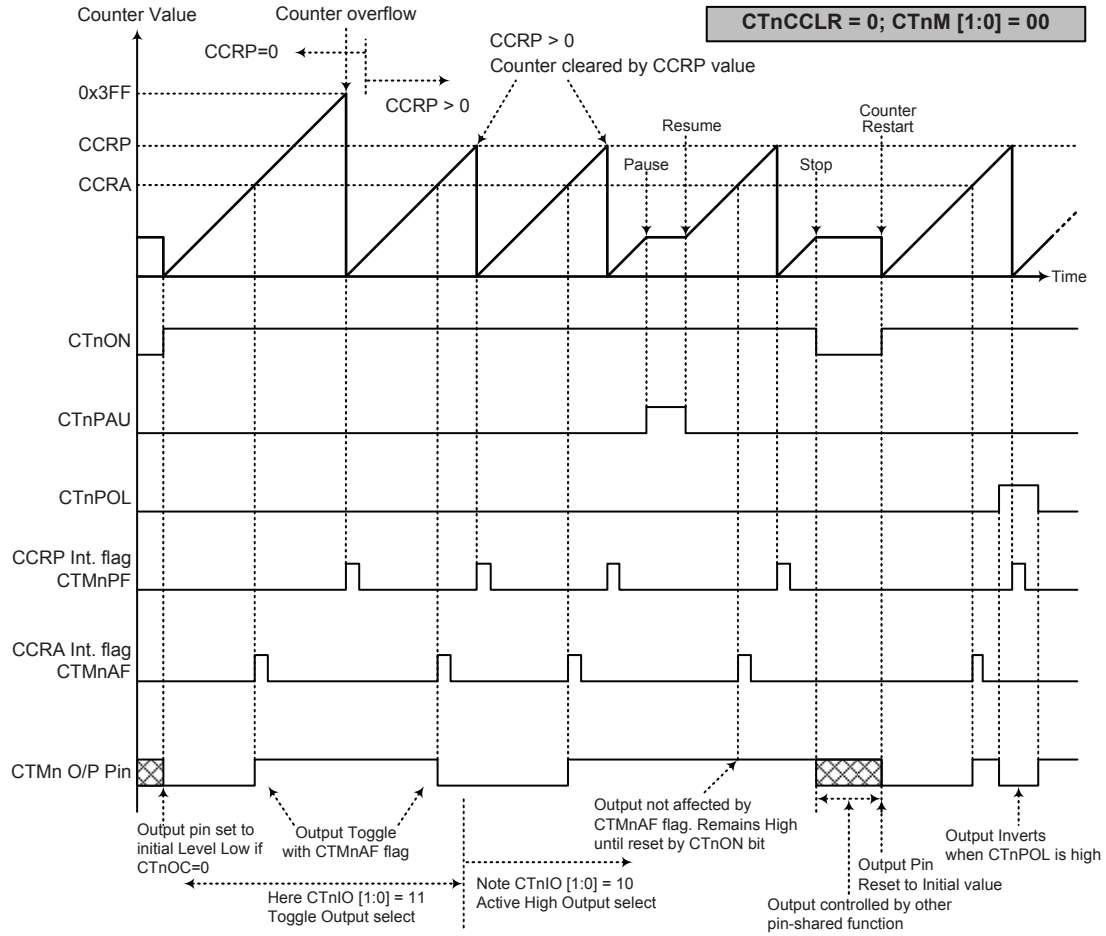 Counter Value
Counter overflow
CTnCCLR = 0; CTnM [1:0] = 00
CCRP=0
CCRP > 0
CCRP > 0
Counter cleared by CCRP value
0x3FF
CCRP
CCRA
Pause
Resume
Stop
Counter
Restart
Time
CTnON
CTnPAU
CTnPOL
CCRP Int. flag
CTMnPF
CCRA Int. flag
CTMnAF
CTMn O/P Pin
Output pin set to
initial Level Low if
CTnOC=0
Output Toggle
with CTMnAF flag
Here CTnIO [1:0] = 11
Toggle Output select
Note CTnIO [1:0] = 10
Active High Output select
Output not affected by
CTMnAF flag. Remains High
until reset by CTnON bit
Output Pin
Reset to Initial value
Output controlled by other
pin-shared function
Output Inverts
when CTnPOL is high